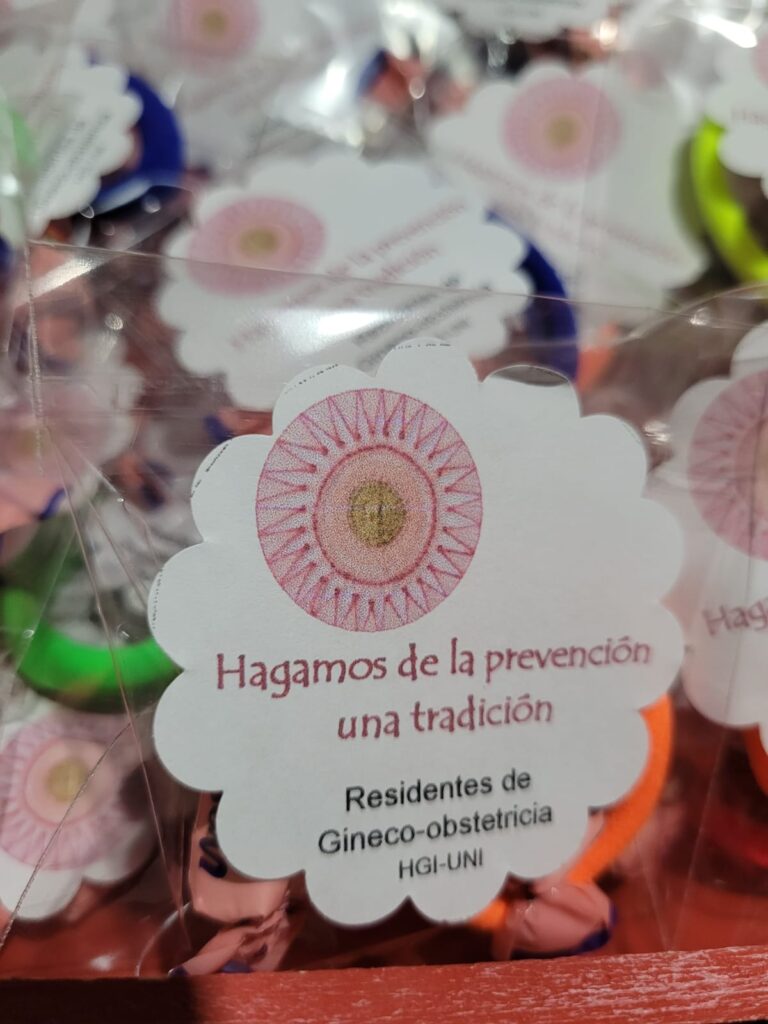 Hagamos de la prevención
una tradición
Residentes de
Gineco-obstetricia
HGI-UNI